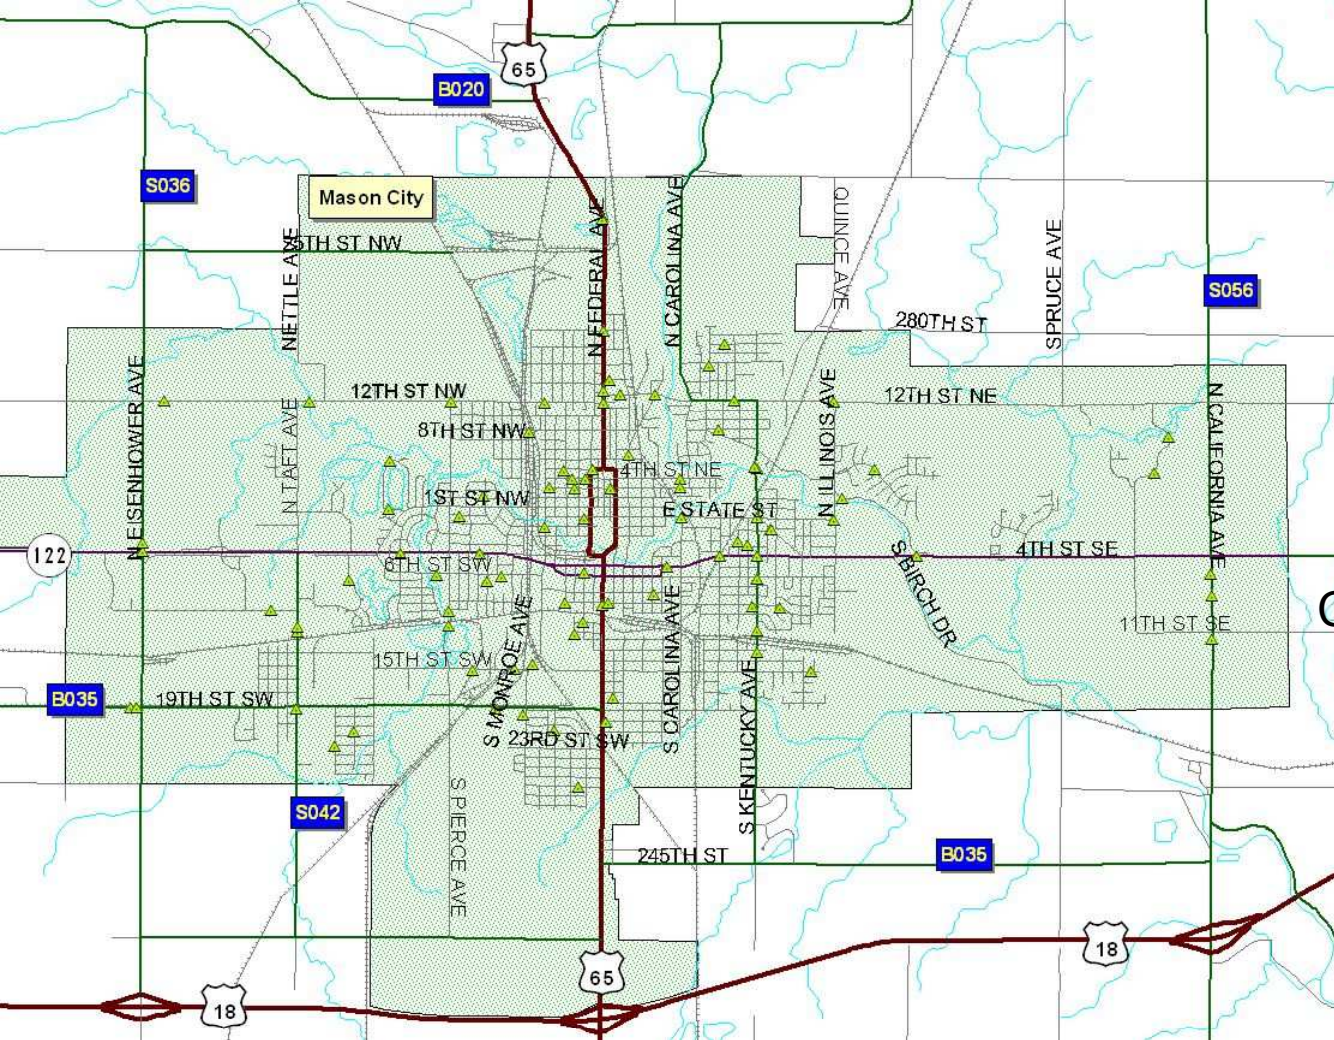 65
B020
S036
Mason City
QUINCE AVE
N CAROLINA AVE
N FEDERAL AVE
SPRUCE AVE
NETTLE AVE
25TH ST NW
S056
280TH ST
12TH ST NW
12TH ST NE
N EISENHOWER AVE
N TAFT AVE
N ILLINOIS AVE
N CALIFORNIA AVE
8TH ST NW
4TH ST NE
1ST ST NW
E STATE ST
122
4TH ST SE
6TH ST SW
S BIRCH DR
11TH ST SE
S MONROE AVE
S CAROLINA AVE
15TH ST SW
B035
19TH ST SW
S KENTUCKY AVE
23RD ST SW
S042
S PIERCE AVE
245TH ST
B035
65
18
18